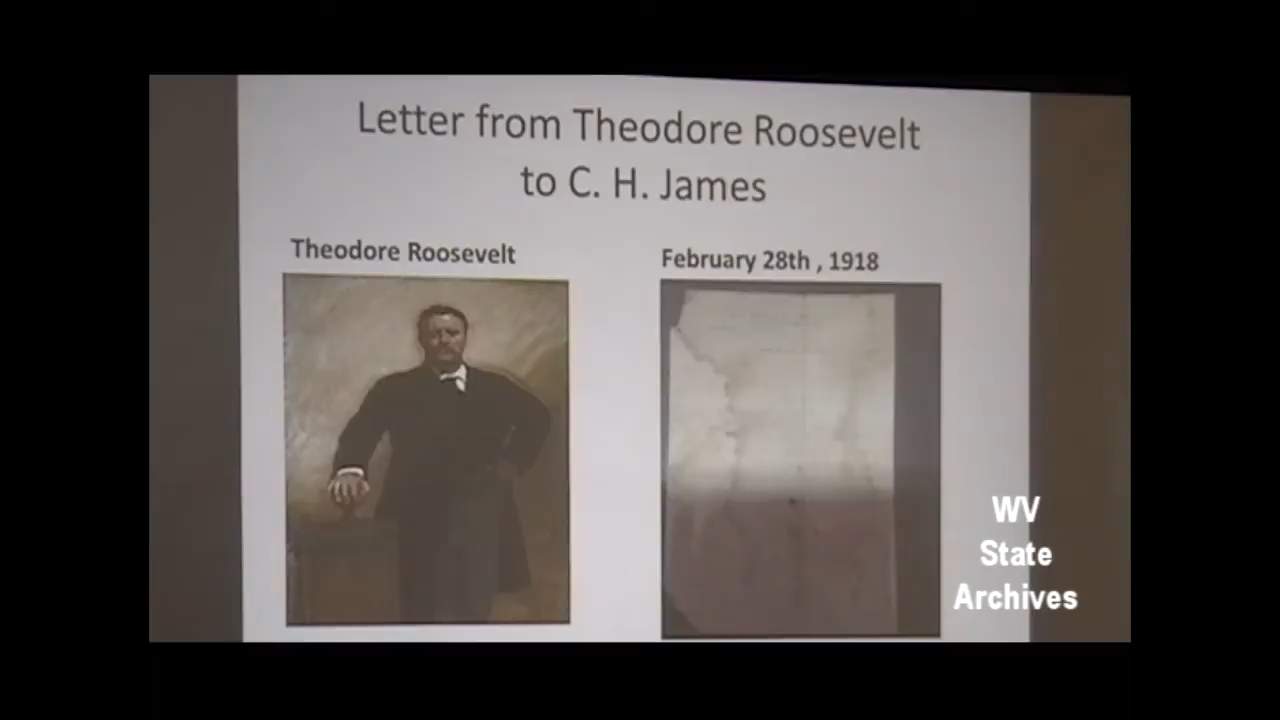 Letter from Theodore Roosevelt
to C. H. James
Theodore Roosevelt
February 28th , 1918
WV
State
Archives